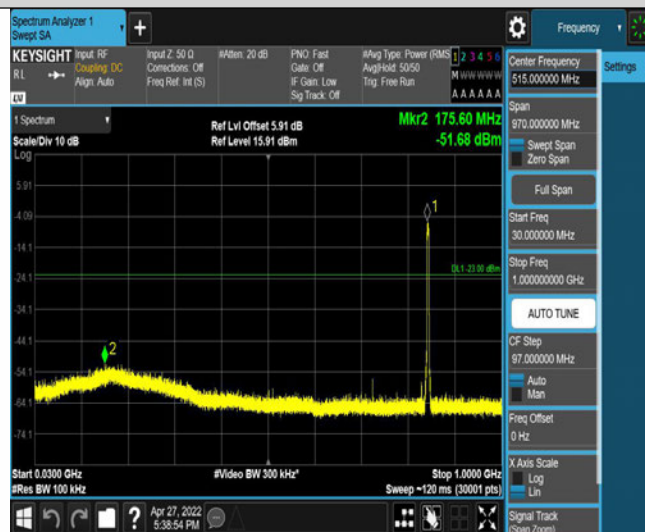 Spectrum Analyzer 1
Swept SA
+
Frequency
KEYSIGHT
Input: RF
Input Z: 50 Ω
#Atten: 20 dB
PNO: Fast
#Avg Type: Power (RMS
1 2 3 4 5 6
RL
Coupling: DC
Corrections: Off
Gate: Off
Avg|Hold: 50/50
M W W W W W
Align: Auto
Freq Ref: Int (S)
IF Gain: Low
Trig: Free Run
Sig Track: Off
A A A A A A
LXI
1 Spectrum
Ref Lvl Offset 5.91 dB
Mkr2 175.60 MHz
Scale/Div 10 dB
Ref Level 15.91 dBm
-51.68 dBm
Log
5.91
-4.09
-14.1
-24.1
-34.1
-44.1
-54.1
-64.1
-74.1
1
DL1 -23.00 dBm
2
Start 0.0300 GHz
#Video BW 300 kHz*
Stop 1.0000 GHz
#Res BW 100 kHz
Sweep ~120 ms (30001 pts)
?
Apr 27, 2022
5:38:54 PM
Center Frequency
515.000000 MHz
Settings
Span
970.000000 MHz
Swept Span
Zero Span
Full Span
Start Freq
30.000000 MHz
Stop Freq
1.000000000 GHz
AUTO TUNE
CF Step
97.000000 MHz
Auto
Man
Freq Offset
0 Hz
X Axis Scale
Log
Lin
Signal Track
(Span Zoom)